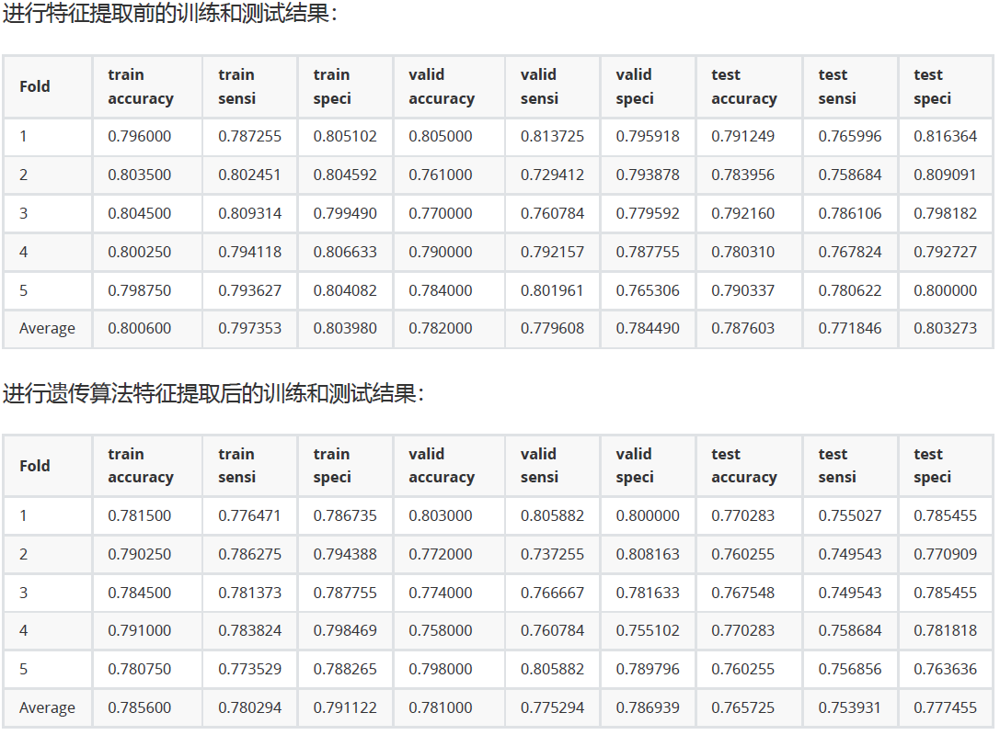 进行特征提取前的训练和测试结果：
Fold train accuracy train sensi train speci valid accuracy valid sensi valid speci test accuracy test sensi test speci
1 0.796000 0.787255 0.805102 0.805000 0.813725 0.795918 0.791249 0.765996 0.816364
2 0.803500 0.802451 0.804592 0.761000 0.729412 0.793878 0.783956 0.758684 0.809091
3 0.804500 0.809314 0.799490 0.770000 0.760784 0.779592 0.792160 0.786106 0.798182
4 0.800250 0.794118 0.806633 0.790000 0.792157 0.787755 0.780310 0.767824 0.792727
5 0.798750 0.793627 0.804082 0.784000 0.801961 0.765306 0.790337 0.780622 0.800000
Average 0.800600 0.797353 0.803980 0.782000 0.779608 0.784490 0.787603 0.771846 0.803273
进行遗传算法特征提取后的训练和测试结果：
Fold train accuracy train sensi train speci valid accuracy valid sensi valid speci test accuracy test sensi test speci
1 0.781500 0.776471 0.786735 0.803000 0.805882 0.800000 0.770283 0.755027 0.785455
2 0.790250 0.786275 0.794388 0.772000 0.737255 0.808163 0.760255 0.749543 0.770909
3 0.784500 0.781373 0.787755 0.774000 0.766667 0.781633 0.767548 0.749543 0.785455
4 0.791000 0.783824 0.798469 0.758000 0.760784 0.755102 0.770283 0.758684 0.781818
5 0.780750 0.773529 0.788265 0.798000 0.805882 0.789796 0.760255 0.756856 0.763636
Average 0.785600 0.780294 0.791122 0.781000 0.775294 0.786939 0.765725 0.753931 0.777455